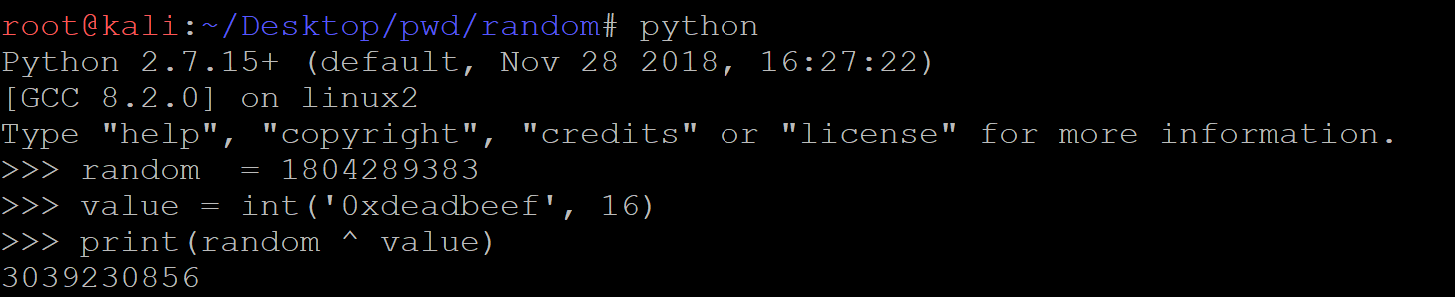 root@kali:~/Desktop/pwd/random# python
Python 2.7.15+ (default, Nov 28 2018, 16:27:22)
[GCC 8.2.0] on linux2
Type "help", "copyright", "credits" or "license" for more information.
>>> random  = 1804289383
>>> value = int('0xdeadbeef', 16)
>>> print(random ^ value)
3039230856